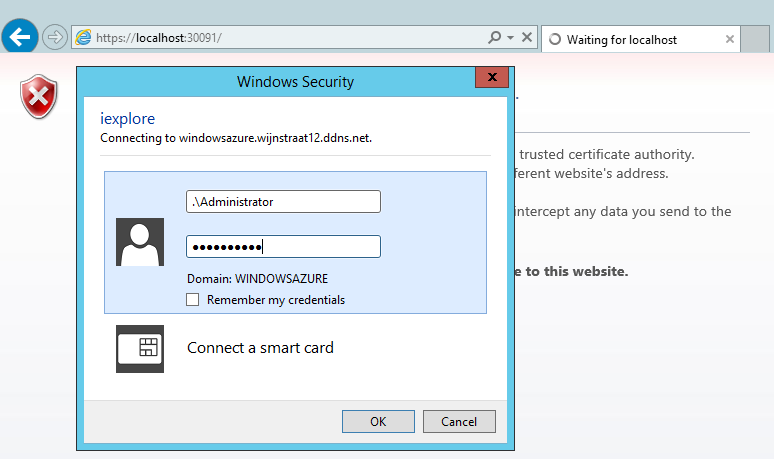 https://localhost:30091/
Waiting for localhost
Windows Security
iexplore
Connecting to windowsazure.wijnstraat12.ddns.net.
.\Administrator
●●●●●●●●●●
Domain: WINDOWSAZURE
Remember my credentials
Connect a smart card
OK
Cancel
.
trusted certificate authority.
ferent website's address.
intercept any data you send to the
e to this website.